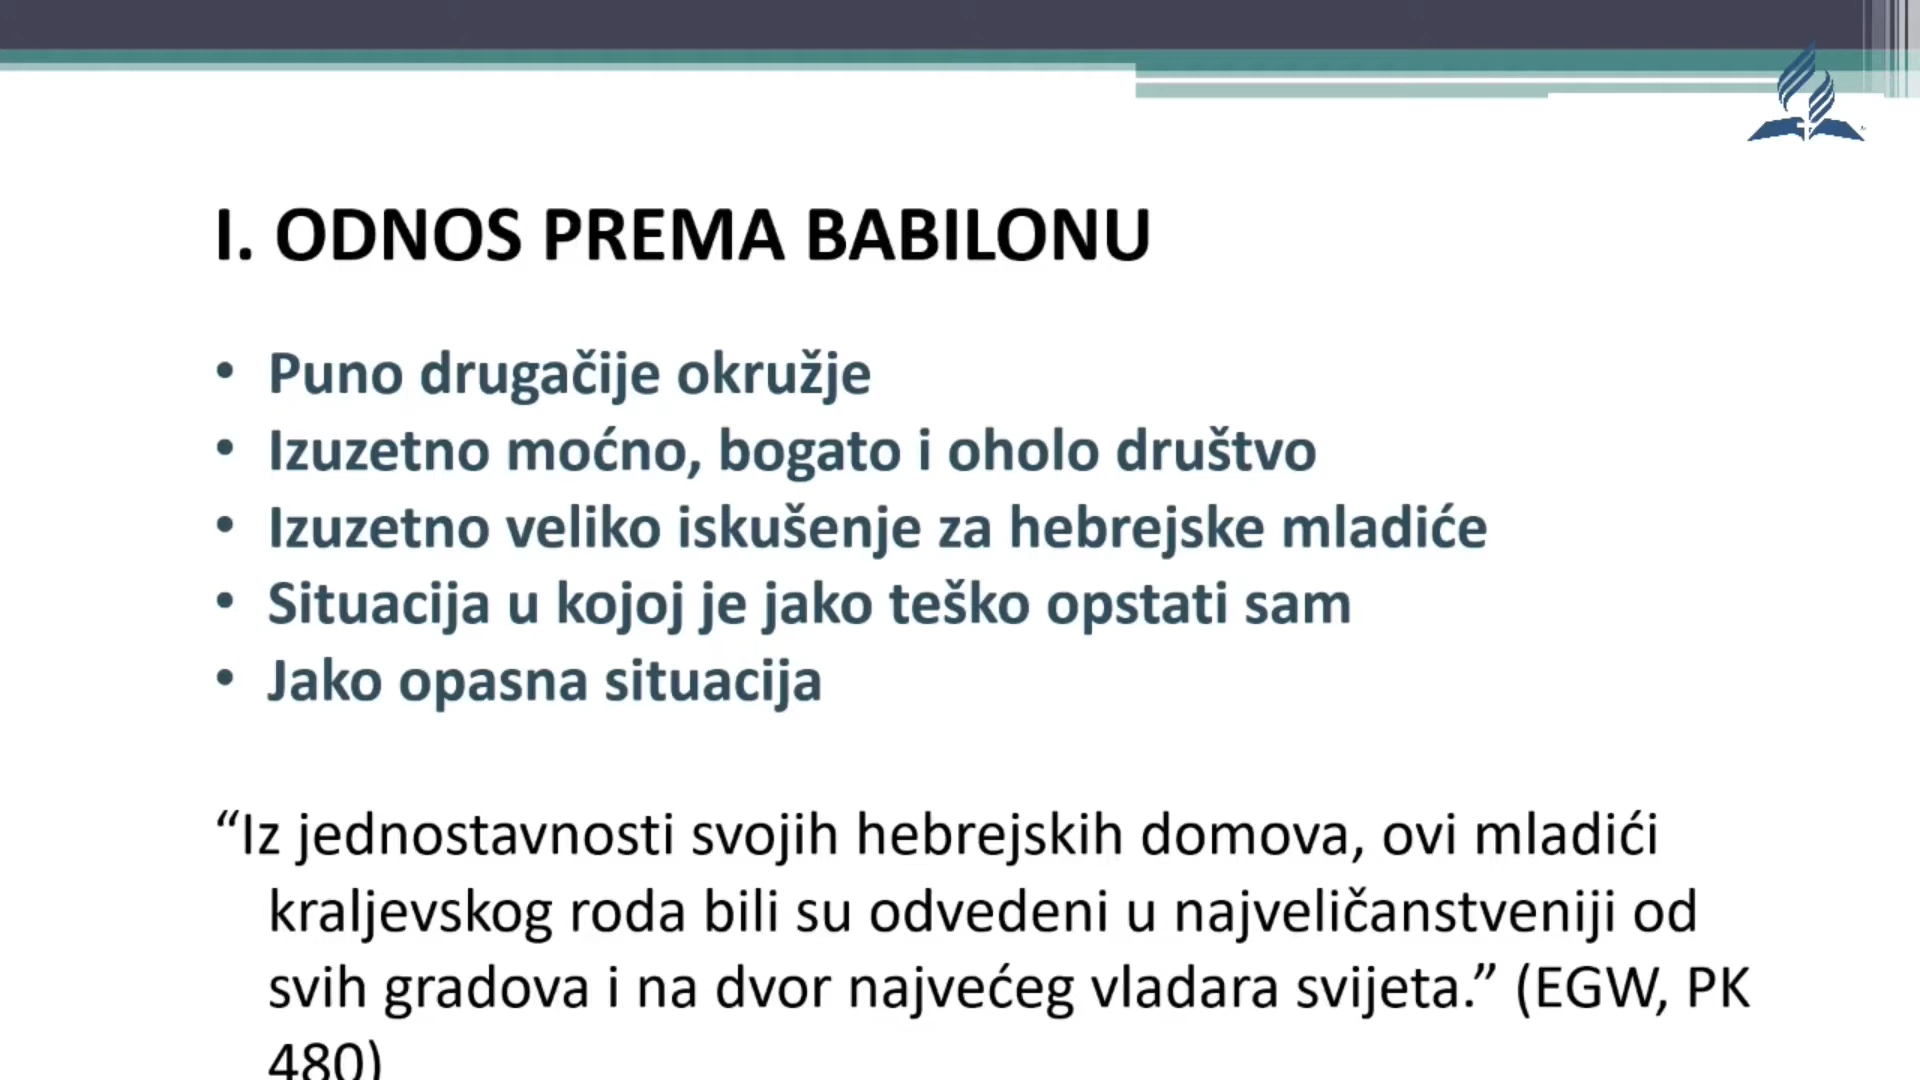 I. ODNOS PREMA BABILONU
• Puno drugačije okružje
• Izuzetno moćno, bogato i oholo društvo
• Izuzetno veliko iskušenje za hebrejske mladiće
• Situacija u kojoj je jako teško opstati sam
• Jako opasna situacija
“Iz jednostavnosti svojih hebrejskih domova, ovi mladići
kraljevskog roda bili su odvedeni u najveličanstveniji od
svih gradova i na dvor najvećeg vladara svijeta.” (EGW, PK
480)